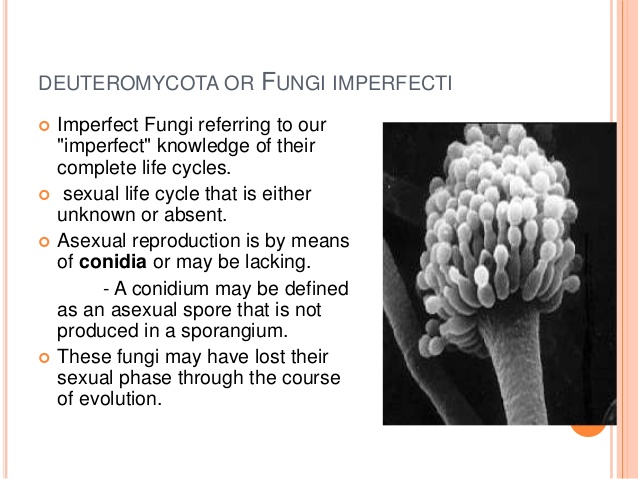 DEUTEROMYCOTA OR FUNGI IMPERFECTI
Imperfect Fungi referring to our
"imperfect" knowledge of their
complete life cycles.
sexual life cycle that is either
unknown or absent.
Asexual reproduction is by means
of conidia or may be lacking.
- A conidium may be defined
as an asexual spore that is not
produced in a sporangium.
These fungi may have lost their
sexual phase through the course
of evolution.